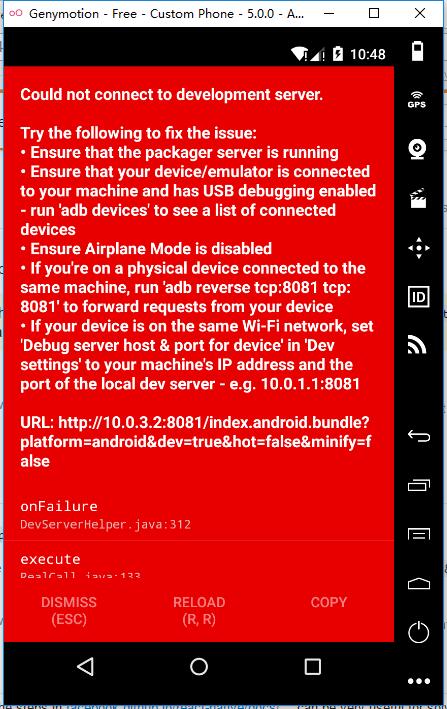 Genymotion - Free - Custom Phone - 5.0.0 - A...
10:48
GPS
Could not connect to development server.
Try the following to fix the issue:
• Ensure that the packager server is running
• Ensure that your device/emulator is connected
to your machine and has USB debugging enabled
- run 'adb devices' to see a list of connected
devices
• Ensure Airplane Mode is disabled
• If you're on a physical device connected to the
same machine, run 'adb reverse tcp:8081 tcp:
8081' to forward requests from your device
• If your device is on the same Wi-Fi network, set
'Debug server host & port for device' in 'Dev
settings' to your machine's IP address and the
port of the local dev server - e.g. 10.0.1.1:8081
ID
URL: http://10.0.3.2:8081/index.android.bundle?
platform=android&dev=true&hot=false&minify=f
alse
onFailure
DevServerHelper.java:312
execute
RealCall.java:133
DISMISS
(ESC)
RELOAD
(R, R)
COPY